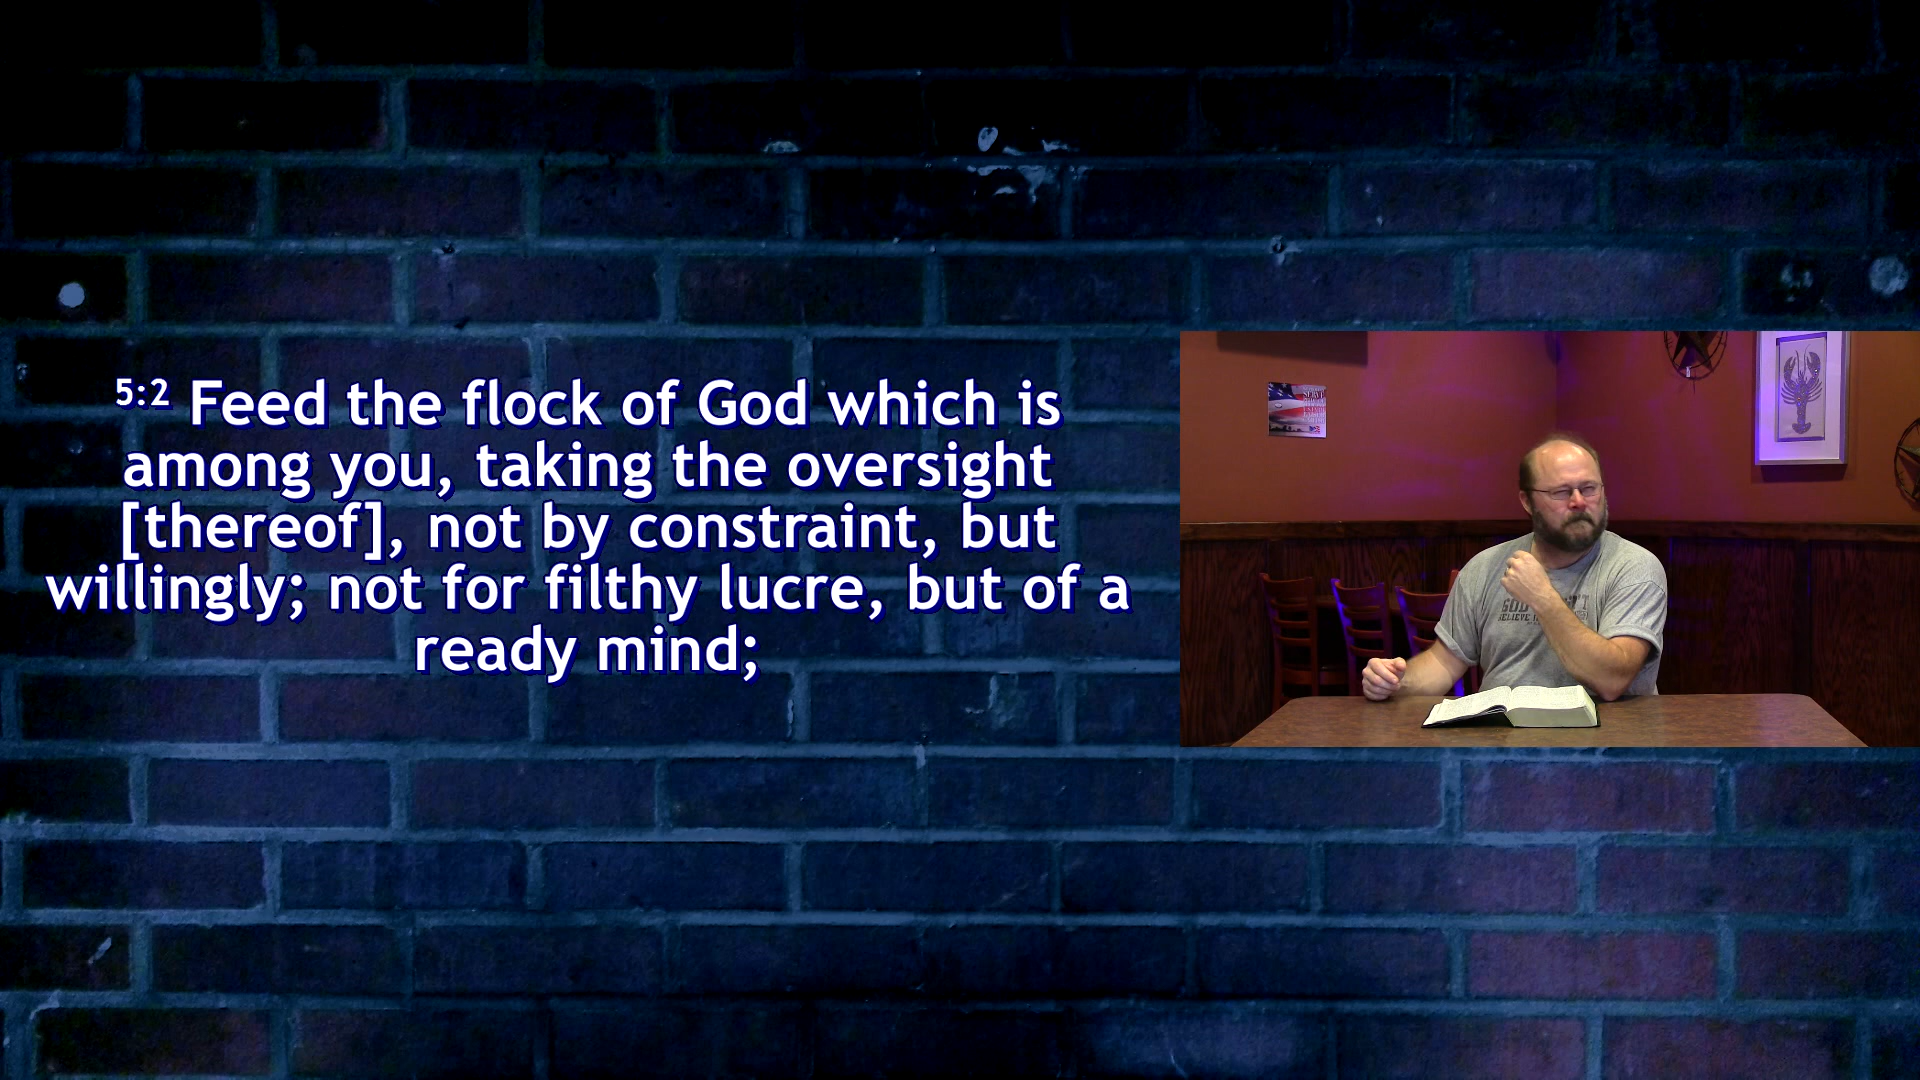 5:2 Feed the flock of God which is
among you, taking the oversight
[thereof], not by constraint, but
willingly; not for filthy lucre, but of a
ready mind;